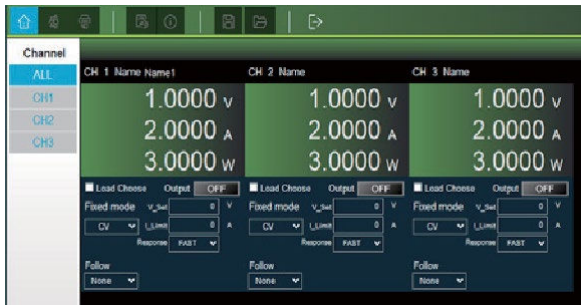 Channel
ALL
CH1
CH2
CH3
CH 1 Name Name1
1.0000 V
2.0000 A
3.0000 W
Load Choose Output OFF
Fixed mode V_Set 0 V
CV I_Limit 0 A
Response FAST
Follow
None
CH 2 Name
1.0000 V
2.0000 A
3.0000 W
Load Choose Output OFF
Fixed mode V_Set 0 V
CV I_Limit 0 A
Response FAST
Follow
None
CH 3 Name
1.0000 V
2.0000 A
3.0000 W
Load Choose Output OFF
Fixed mode V_Set 0 V
CV I_Limit 0 A
Response FAST
Follow
None